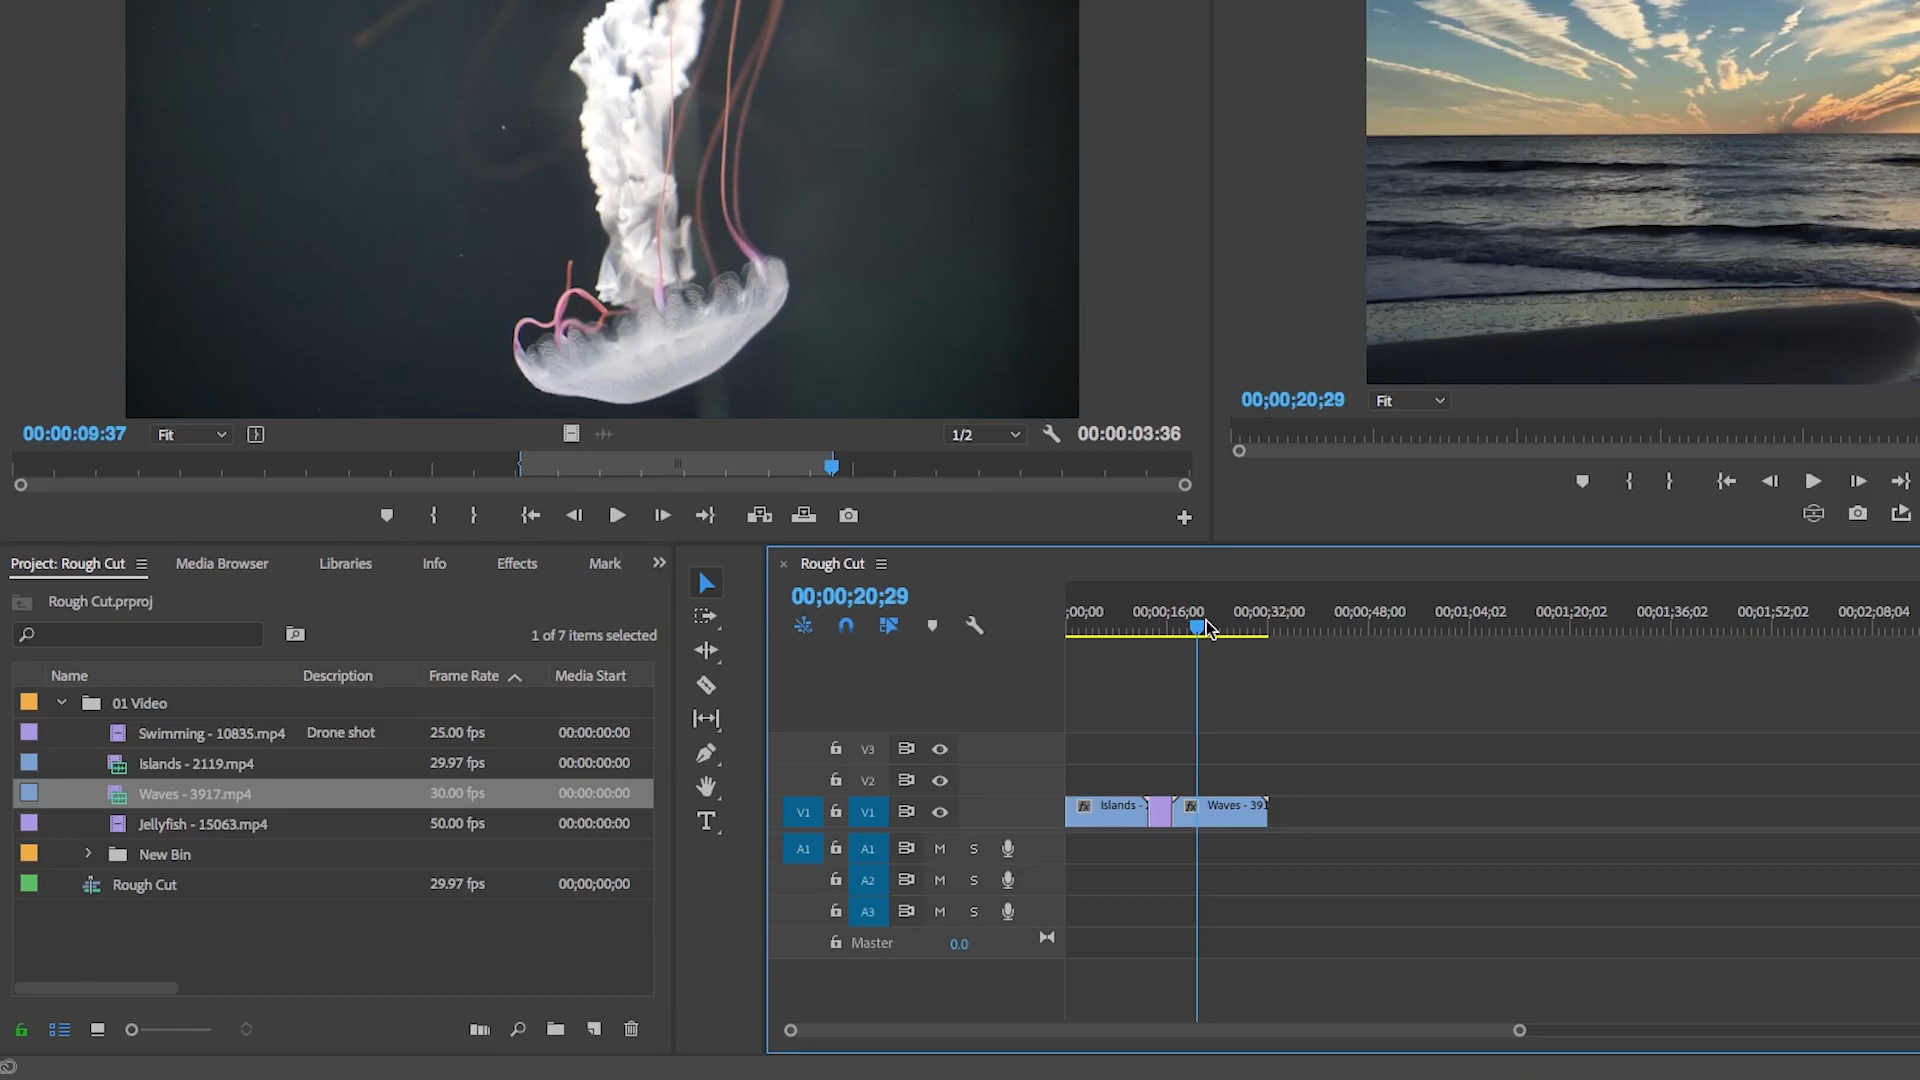 00:00:09:37 Fit 1/2 00:00:03:36
00;00;20;29 Fit
Project: Rough Cut Media Browser Libraries Info Effects Mark
Rough Cut.prproj
1 of 7 items selected
Name Description Frame Rate Media Start
01 Video
Swimming - 10835.mp4 Drone shot 25.00 fps 00:00:00:00
Islands - 2119.mp4 29.97 fps 00:00:00:00
Waves - 3917.mp4 30.00 fps 00:00:00:00
Jellyfish - 15063.mp4 50.00 fps 00:00:00:00
New Bin
Rough Cut 29.97 fps 00;00;00;00
Rough Cut
00;00;20;29
;00;00 00;00;16;00 00;00;32;00 00;00;48;00 00;01;04;02 00;01;20;02 00;01;36;02 00;01;52;02 00;02;08;04
V3
V2
V1 V1 fx Islands - fx Waves - 391
A1 A1 M S
A2 M S
A3 M S
Master 0.0
T